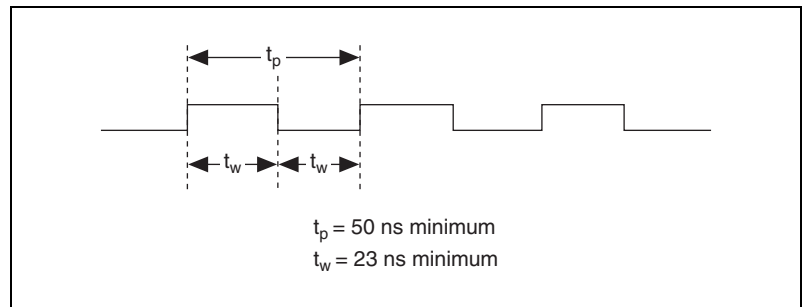 tp
tw tw
tp = 50 ns minimum
tw = 23 ns minimum